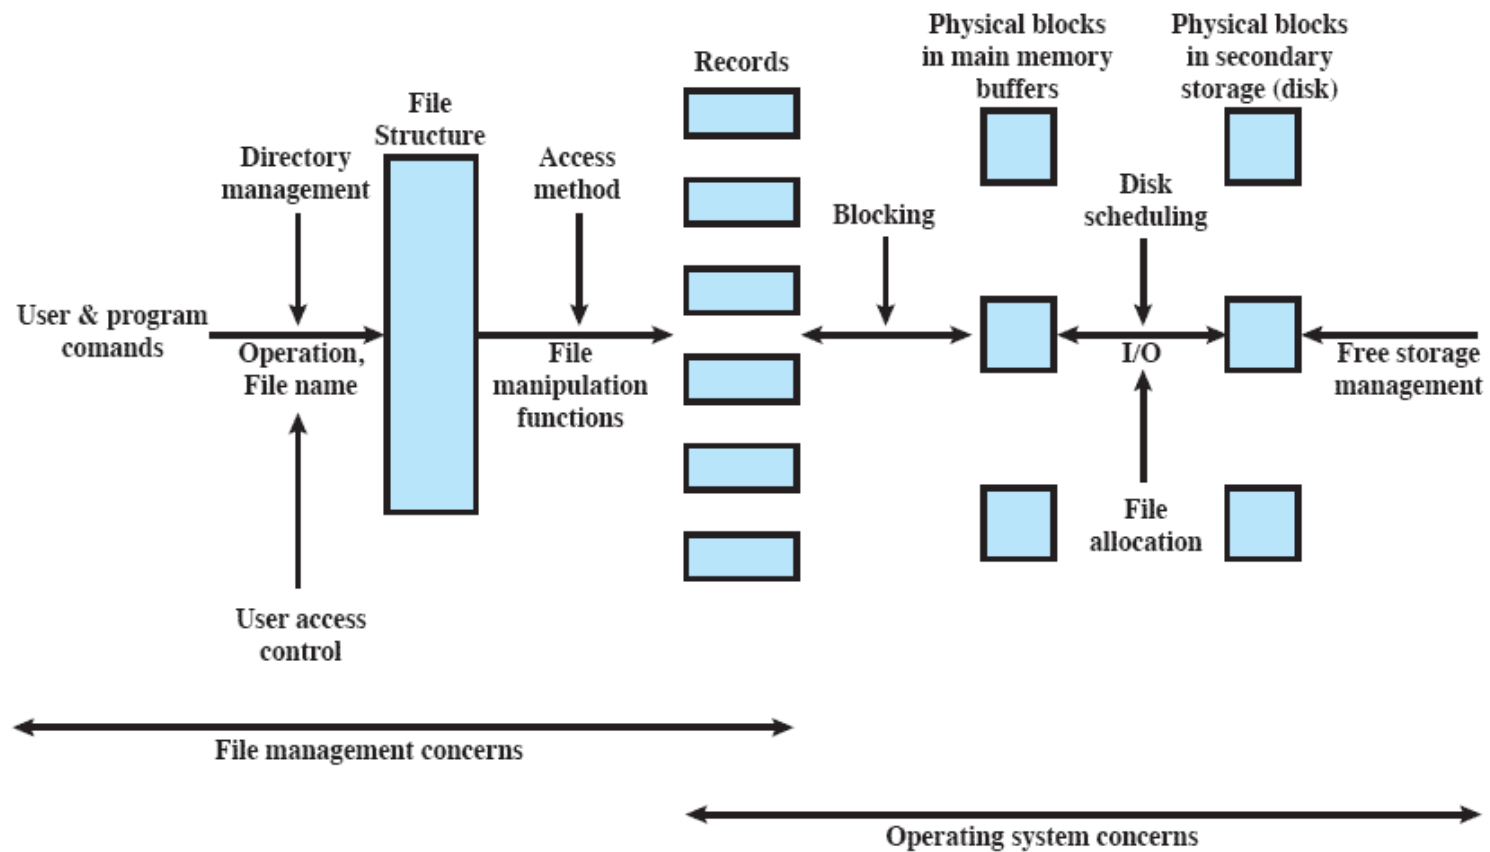 Physical blocks
in main memory
buffers
Physical blocks
in secondary
storage (disk)
Records
File
Structure
Directory
management
Access
method
Disk
scheduling
Blocking
User & program
comands
Operation,
File name
File
manipulation
functions
I/O
Free storage
management
File
allocation
User access
control
File management concerns
Operating system concerns